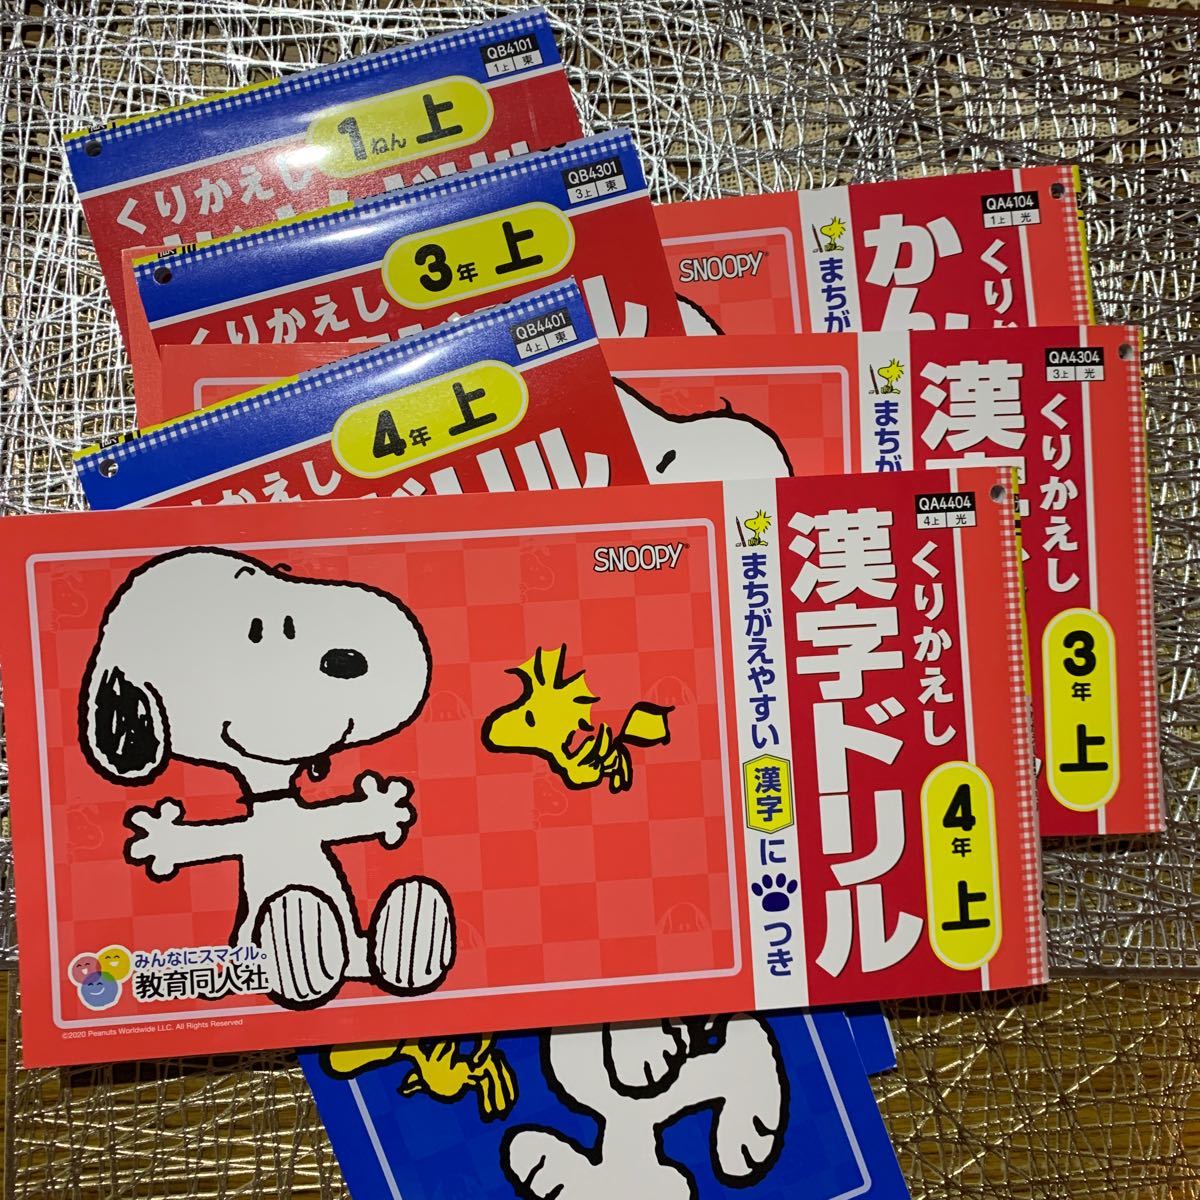 QB4101
1上 東
1ねん 上
くりかえし
QB4301
3上 東
3年 上
くりかえし
QB4401
4上 東
4年 上
りかえし
ドリル
QA4104
1上 光
くり
かん
まちが
SNOOPY
QA4304
3上 光
くりかえし
漢字
まちが
3年 上
QA4404
4上 光
くりかえし
漢字ドリル
4年 上
まちがえやすい漢字につき
SNOOPY
みんなにスマイル。
教育同人社
©2020 Peanuts Worldwide LLC. All Rights Reserved